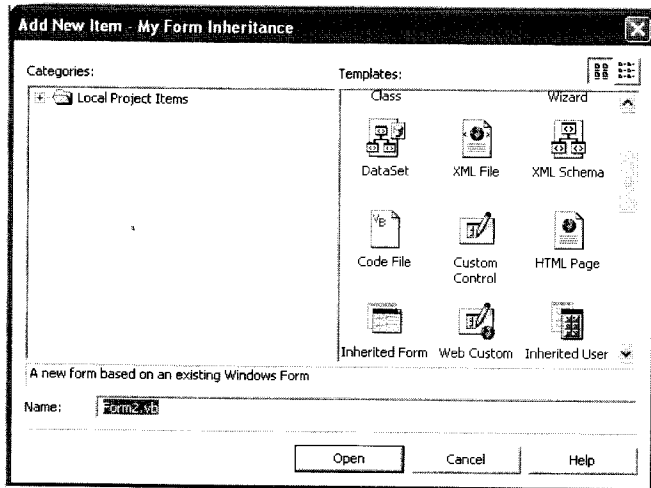 Add New Item - My Form Inheritance
Categories:
Templates:
Local Project Items
Class
Wizard
DataSet
XML File
XML Schema
VB
Code File
Custom
Control
HTML Page
Inherited Form
Web Custom
Inherited User
A new form based on an existing Windows Form
Name:
Form2.vb
Open
Cancel
Help